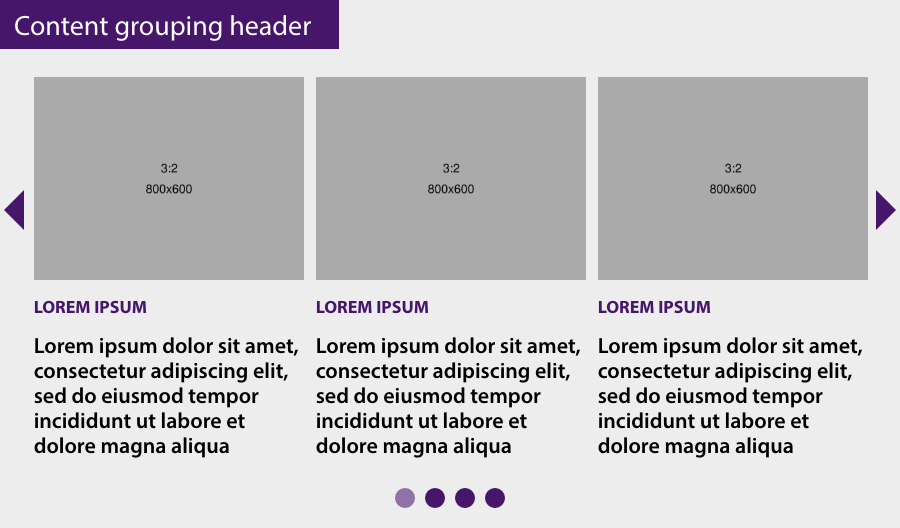 Content grouping header
3:2
800x600
3:2
800x600
3:2
800x600
LOREM IPSUM
Lorem ipsum dolor sit amet,
consectetur adipiscing elit,
sed do eiusmod tempor
incididunt ut labore et
dolore magna aliqua
LOREM IPSUM
Lorem ipsum dolor sit amet,
consectetur adipiscing elit,
sed do eiusmod tempor
incididunt ut labore et
dolore magna aliqua
LOREM IPSUM
Lorem ipsum dolor sit amet,
consectetur adipiscing elit,
sed do eiusmod tempor
incididunt ut labore et
dolore magna aliqua